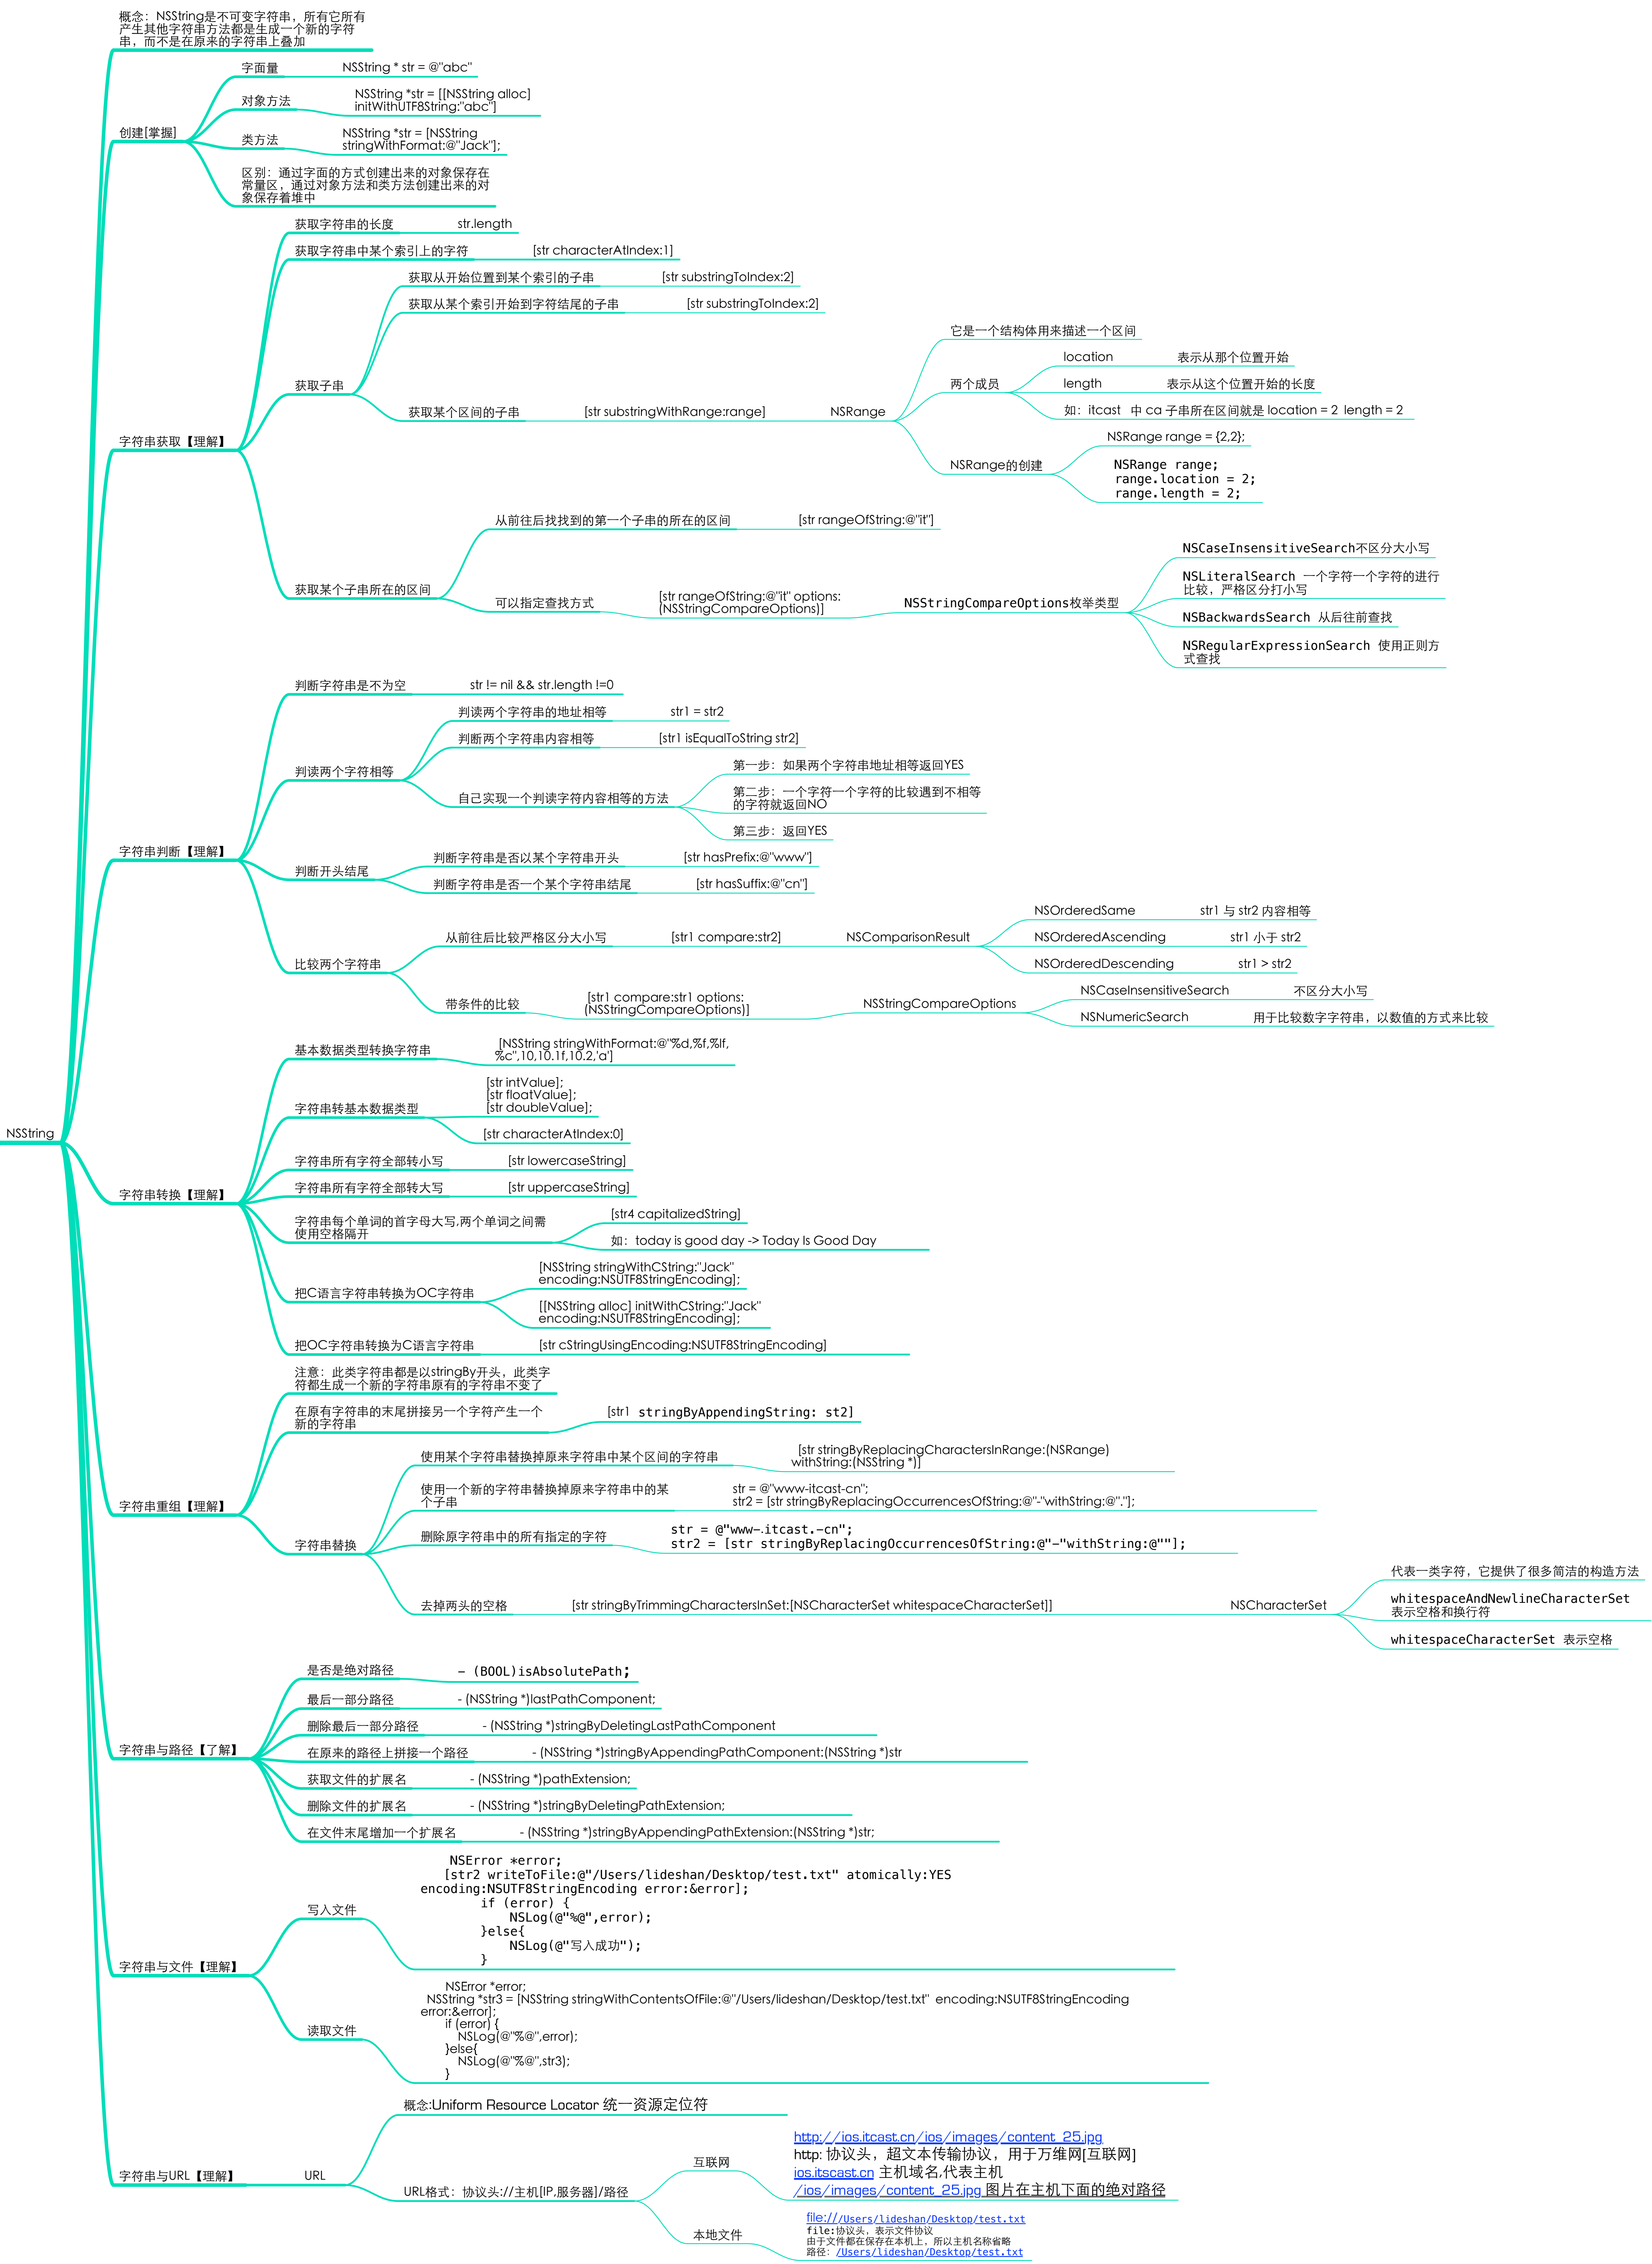 概念：NSString是不可变字符串，所有它所有
产生其他字符串方法都是生成一个新的字符
串，而不是在原来的字符串上叠加
字面量
NSString * str = @"abc"
对象方法
NSString *str = [[NSString alloc]
initWithUTF8String:"abc"]
创建[掌握]
类方法
NSString *str = [NSString
stringWithFormat:@"Jack"];
区别：通过字面的方式创建出来的对象保存在
常量区，通过对象方法和类方法创建出来的对
象保存着堆中
获取字符串的长度
str.length
获取字符串中某个索引上的字符
[str characterAtIndex:1]
获取从开始位置到某个索引的子串
[str substringToIndex:2]
获取从某个索引开始到字符结尾的子串
[str substringToIndex:2]
获取子串
获取某个区间的子串
[str substringWithRange:range]
NSRange
它是一个结构体用来描述一个区间
两个成员
location
表示从那个位置开始
length
表示从这个位置开始的长度
如：itcast 中 ca 子串所在区间就是 location = 2 length = 2
NSRange的创建
NSRange range = {2,2};
NSRange range;
range.location = 2;
range.length = 2;
字符串获取【理解】
从前往后找找到的第一个子串的所在的区间
[str rangeOfString:@"it"]
获取某个子串所在的区间
可以指定查找方式
[str rangeOfString:@"it" options:
(NSStringCompareOptions)]
NSStringCompareOptions枚举类型
NSCaseInsensitiveSearch不区分大小写
NSLiteralSearch 一个字符一个字符的进行
比较，严格区分打小写
NSBackwardsSearch 从后往前查找
NSRegularExpressionSearch 使用正则方
式查找
判断字符串是不为空
str != nil && str.length !=0
判读两个字符串的地址相等
str1 = str2
判断两个字符串内容相等
[str1 isEqualToString str2]
判读两个字符相等
自己实现一个判读字符内容相等的方法
第一步：如果两个字符串地址相等返回YES
第二步：一个字符一个字符的比较遇到不相等
的字符就返回NO
第三步：返回YES
字符串判断【理解】
判断开头结尾
判断字符串是否以某个字符串开头
[str hasPrefix:@"www"]
判断字符串是否一个某个字符串结尾
[str hasSuffix:@"cn"]
比较两个字符串
从前往后比较严格区分大小写
[str1 compare:str2]
NSComparisonResult
NSOrderedSame
str1 与 str2 内容相等
NSOrderedAscending
str1 小于 str2
NSOrderedDescending
str1 > str2
带条件的比较
[str1 compare:str1 options:
(NSStringCompareOptions)]
NSStringCompareOptions
NSCaseInsensitiveSearch
不区分大小写
NSNumericSearch
用于比较数字字符串，以数值的方式来比较
NSString
基本数据类型转换字符串
[NSString stringWithFormat:@"%d,%f,%lf,
%c",10,10.1f,10.2,'a']
字符串转基本数据类型
[str intValue];
[str floatValue];
[str doubleValue];
[str characterAtIndex:0]
字符串所有字符全部转小写
[str lowercaseString]
字符串转换【理解】
字符串所有字符全部转大写
[str uppercaseString]
字符串每个单词的首字母大写,两个单词之间需
使用空格隔开
[str4 capitalizedString]
如：today is good day -> Today Is Good Day
把C语言字符串转换为OC字符串
[NSString stringWithCString:"Jack"
encoding:NSUTF8StringEncoding];
[[NSString alloc] initWithCString:"Jack"
encoding:NSUTF8StringEncoding];
把OC字符串转换为C语言字符串
[str cStringUsingEncoding:NSUTF8StringEncoding]
注意：此类字符串都是以stringBy开头，此类字
符都生成一个新的字符串原有的字符串不变了
在原有字符串的末尾拼接另一个字符产生一个
新的字符串
[str1 stringByAppendingString: st2]
字符串重组【理解】
字符串替换
使用某个字符串替换掉原来字符串中某个区间的字符串
[str stringByReplacingCharactersInRange:(NSRange)
withString:(NSString *)]
使用一个新的字符串替换掉原来字符串中的某
个子串
str = @"www-itcast-cn";
str2 = [str stringByReplacingOccurrencesOfString:@"-"withString:@"."];
删除原字符串中的所有指定的字符
str = @"www-.itcast.-cn";
str2 = [str stringByReplacingOccurrencesOfString:@"-"withString:@""];
去掉两头的空格
[str stringByTrimmingCharactersInSet:[NSCharacterSet whitespaceCharacterSet]]
NSCharacterSet
代表一类字符，它提供了很多简洁的构造方法
whitespaceAndNewlineCharacterSet
表示空格和换行符
whitespaceCharacterSet 表示空格
是否是绝对路径
- (BOOL)isAbsolutePath;
最后一部分路径
- (NSString *)lastPathComponent;
删除最后一部分路径
- (NSString *)stringByDeletingLastPathComponent
字符串与路径【了解】
在原来的路径上拼接一个路径
- (NSString *)stringByAppendingPathComponent:(NSString *)str
获取文件的扩展名
- (NSString *)pathExtension;
删除文件的扩展名
- (NSString *)stringByDeletingPathExtension;
在文件末尾增加一个扩展名
- (NSString *)stringByAppendingPathExtension:(NSString *)str;
写入文件
NSError *error;
[str2 writeToFile:@"/Users/lideshan/Desktop/test.txt" atomically:YES
encoding:NSUTF8StringEncoding error:&error];
if (error) {
NSLog(@"%@",error);
}else{
NSLog(@"写入成功");
}
字符串与文件【理解】
读取文件
NSError *error;
NSString *str3 = [NSString stringWithContentsOfFile:@"/Users/lideshan/Desktop/test.txt" encoding:NSUTF8StringEncoding
error:&error];
if (error) {
NSLog(@"%@",error);
}else{
NSLog(@"%@",str3);
}
概念:Uniform Resource Locator 统一资源定位符
字符串与URL【理解】
URL
URL格式：协议头://主机[IP,服务器]/路径
互联网
http://ios.itcast.cn/ios/images/content_25.jpg
http: 协议头，超文本传输协议，用于万维网[互联网]
ios.itscast.cn 主机域名,代表主机
/ios/images/content_25.jpg 图片在主机下面的绝对路径
本地文件
file:///Users/lideshan/Desktop/test.txt
file:协议头，表示文件协议
由于文件都在保存在本机上，所以主机名称省略
路径：/Users/lideshan/Desktop/test.txt